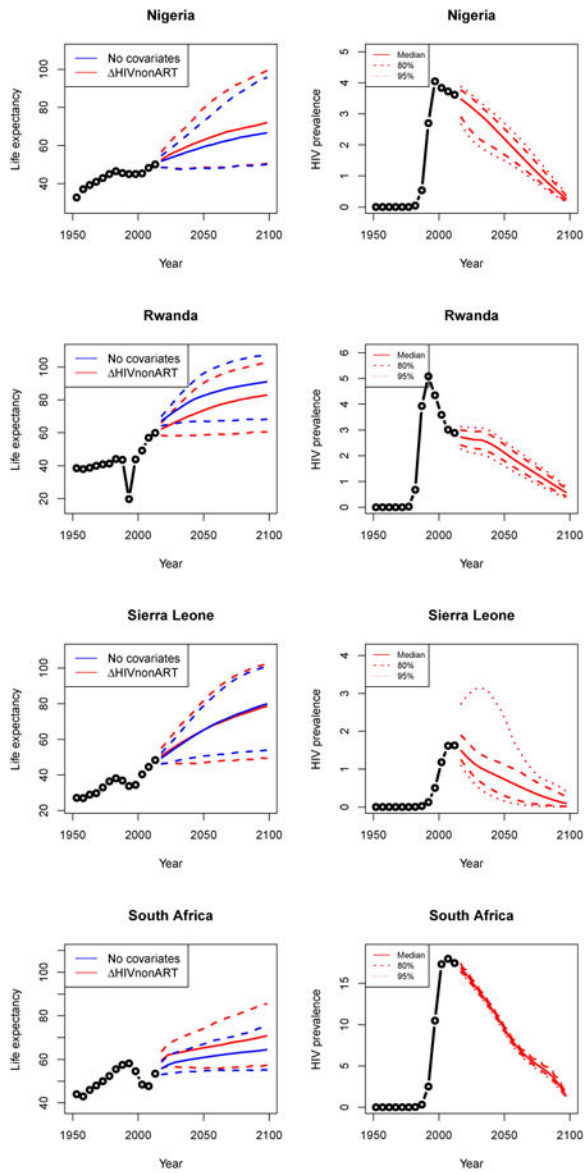 Nigeria
Life expectancy
100
80
60
40
No covariates
ΔHIVnonART
1950
2000
2050
2100
Year
Nigeria
HIV prevalence
5
4
3
2
1
0
Median
80%
95%
1950
2000
2050
2100
Year
Rwanda
Life expectancy
100
80
60
40
20
No covariates
ΔHIVnonART
1950
2000
2050
2100
Year
Rwanda
HIV prevalence
6
5
4
3
2
1
0
Median
80%
95%
1950
2000
2050
2100
Year
Sierra Leone
Life expectancy
100
80
60
40
No covariates
ΔHIVnonART
1950
2000
2050
2100
Year
Sierra Leone
HIV prevalence
4
3
2
1
0
Median
80%
95%
1950
2000
2050
2100
Year
South Africa
Life expectancy
100
80
60
40
No covariates
ΔHIVnonART
1950
2000
2050
2100
Year
South Africa
HIV prevalence
15
10
5
0
Median
80%
95%
1950
2000
2050
2100
Year